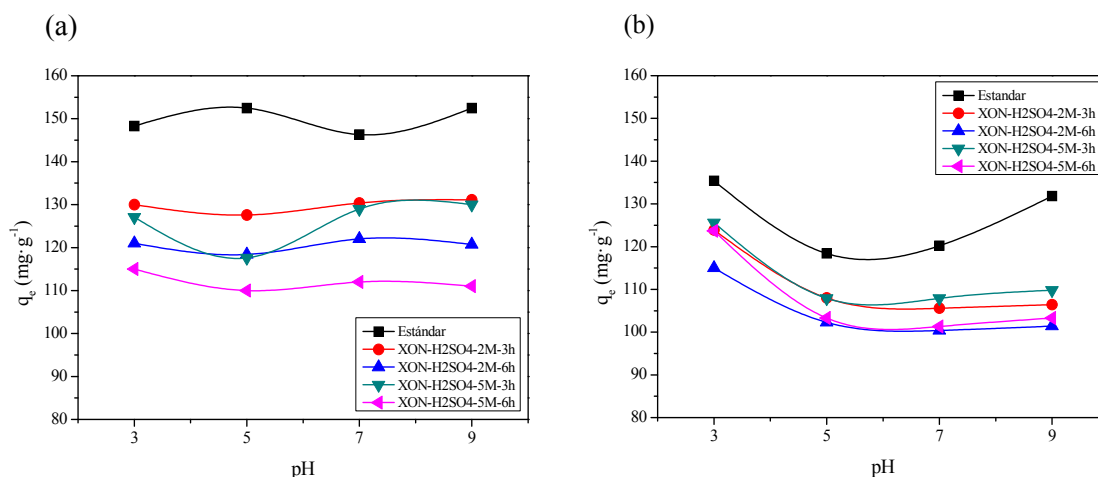 (a)
160
150
140
130
120
110
100
90
80
3 5 7 9
pH
qe (mg·g-1)
Estándar
XON-H2SO4-2M-3h
XON-H2SO4-2M-6h
XON-H2SO4-5M-3h
XON-H2SO4-5M-6h
(b)
160
150
140
130
120
110
100
90
80
3 5 7 9
pH
qe (mg·g-1)
Estandar
XON-H2SO4-2M-3h
XON-H2SO4-2M-6h
XON-H2SO4-5M-3h
XON-H2SO4-5M-6h